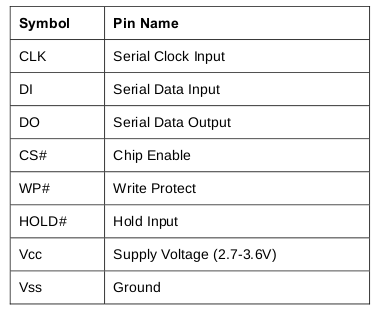 Symbol Pin Name
CLK Serial Clock Input
DI Serial Data Input
DO Serial Data Output
CS# Chip Enable
WP# Write Protect
HOLD# Hold Input
Vcc Supply Voltage (2.7-3.6V)
Vss Ground